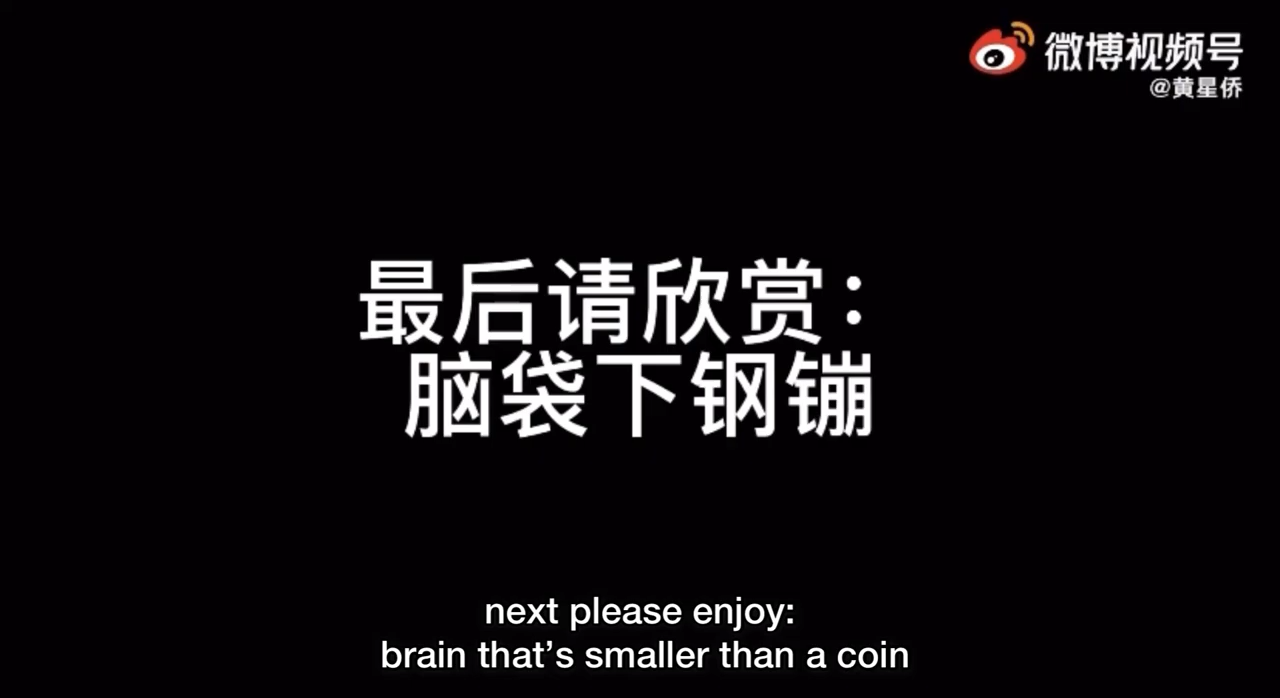 微博视频号
@黄星侨
最后请欣赏：
脑袋下钢镚
next please enjoy:
brain that’s smaller than a coin